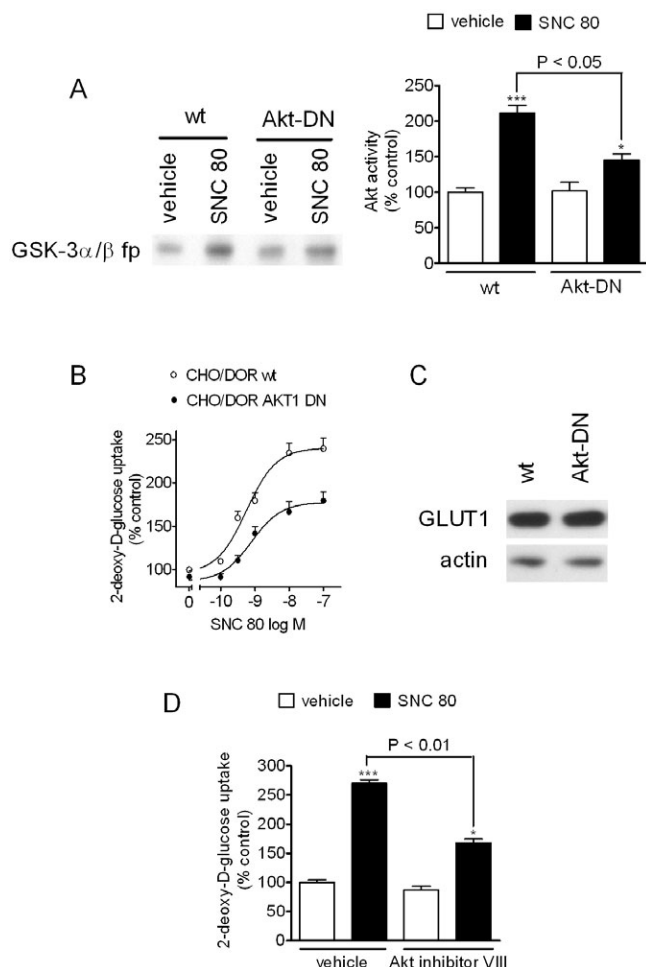 vehicle SNC 80
A
wt Akt-DN
vehicle SNC 80 vehicle SNC 80
GSK-3α/β fp
P < 0.05
***
*
250
200
150
100
50
0
Akt activity
(% control)
wt Akt-DN
B
CHO/DOR wt
CHO/DOR AKT1 DN
2-deoxy-D-glucose uptake
(% control)
250
200
150
100
0 -10 -9 -8 -7
SNC 80 log M
C
wt Akt-DN
GLUT1
actin
D
vehicle SNC 80
P < 0.01
***
*
2-deoxy-D-glucose uptake
(% control)
300
250
200
150
100
50
0
vehicle Akt inhibitor VIII